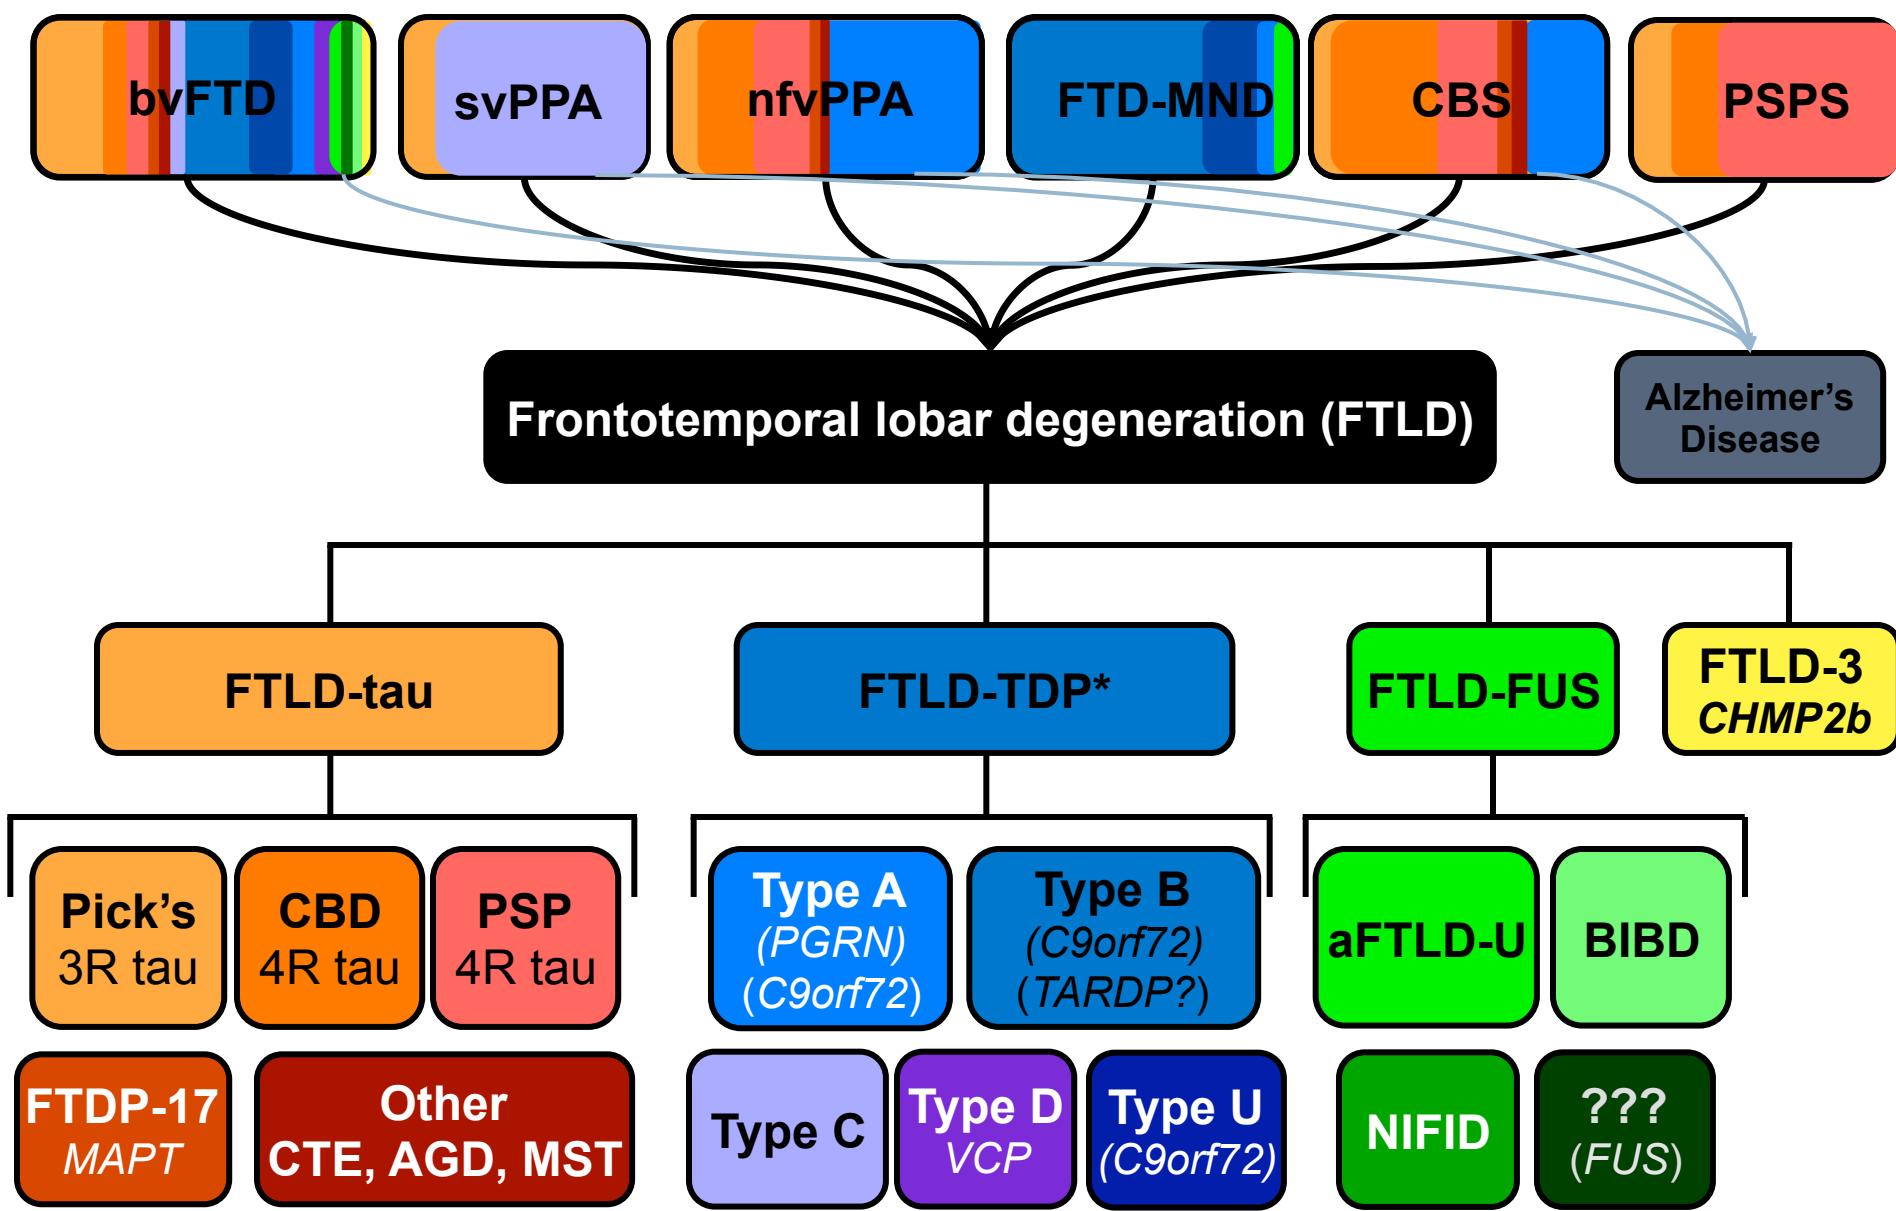 bvFTD
svPPA
nfvPPA
FTD-MND
CBS
PSPS
Frontotemporal lobar degeneration (FTLD)
Alzheimer’s
Disease
FTLD-tau
FTLD-TDP*
FTLD-FUS
FTLD-3
CHMP2b
Pick’s
3R tau
CBD
4R tau
PSP
4R tau
Type A
(PGRN)
(C9orf72)
Type B
(C9orf72)
(TARDP?)
aFTLD-U
BIBD
FTDP-17
MAPT
Other
CTE, AGD, MST
Type C
Type D
VCP
Type U
(C9orf72)
NIFID
???
(FUS)